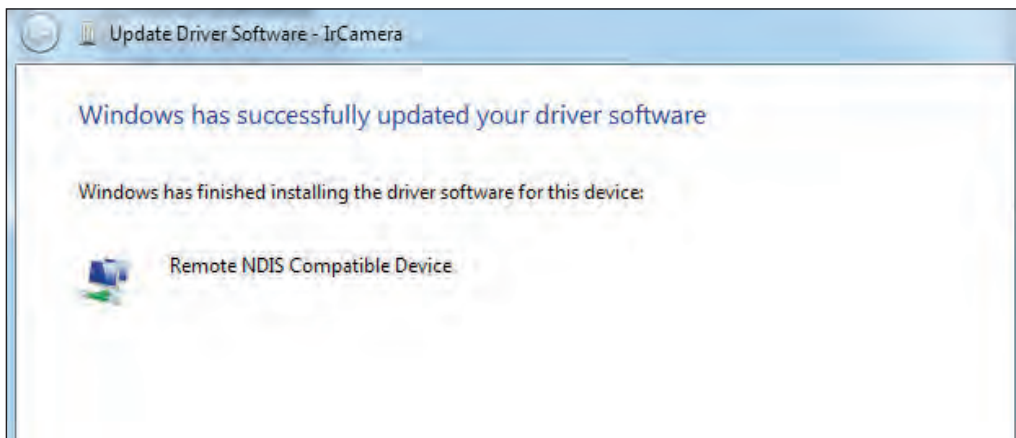 Update Driver Software - IrCamera
Windows has successfully updated your driver software
Windows has finished installing the driver software for this device:
Remote NDIS Compatible Device